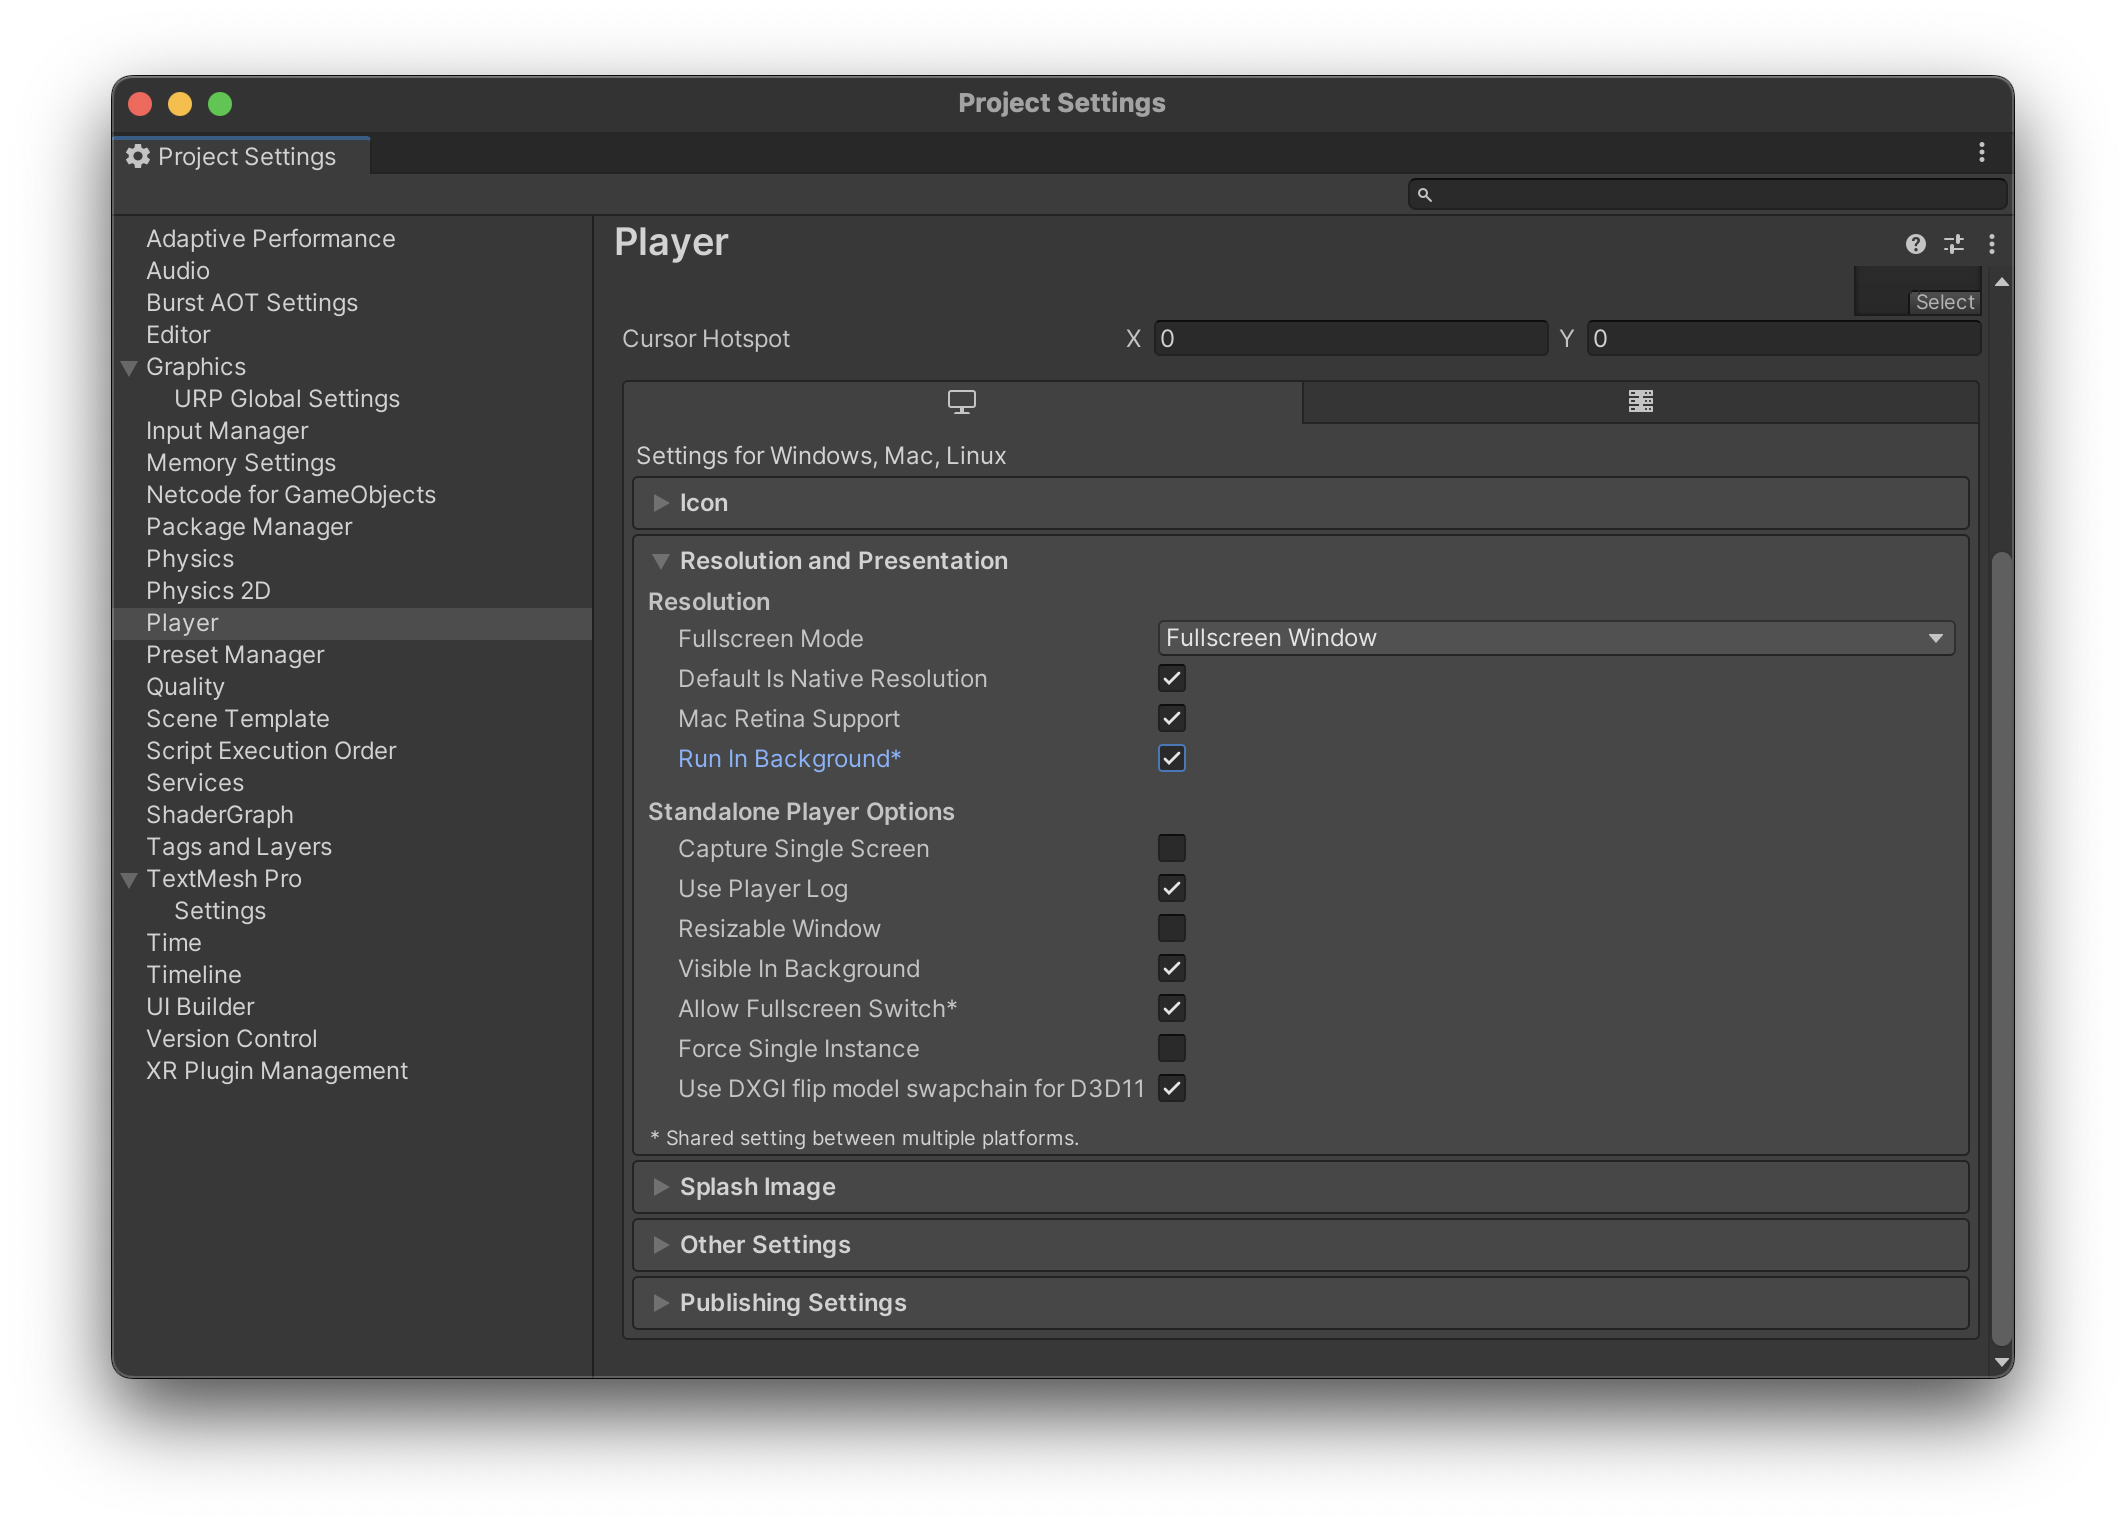 Project Settings
Project Settings
Adaptive Performance
Audio
Burst AOT Settings
Editor
Graphics
URP Global Settings
Input Manager
Memory Settings
Netcode for GameObjects
Package Manager
Physics
Physics 2D
Player
Preset Manager
Quality
Scene Template
Script Execution Order
Services
ShaderGraph
Tags and Layers
TextMesh Pro
Settings
Time
Timeline
UI Builder
Version Control
XR Plugin Management
Player
Select
Cursor Hotspot X 0 Y 0
Settings for Windows, Mac, Linux
Icon
Resolution and Presentation
Resolution
Fullscreen Mode Fullscreen Window
Default Is Native Resolution
Mac Retina Support
Run In Background*
Standalone Player Options
Capture Single Screen
Use Player Log
Resizable Window
Visible In Background
Allow Fullscreen Switch*
Force Single Instance
Use DXGI flip model swapchain for D3D11
* Shared setting between multiple platforms.
Splash Image
Other Settings
Publishing Settings